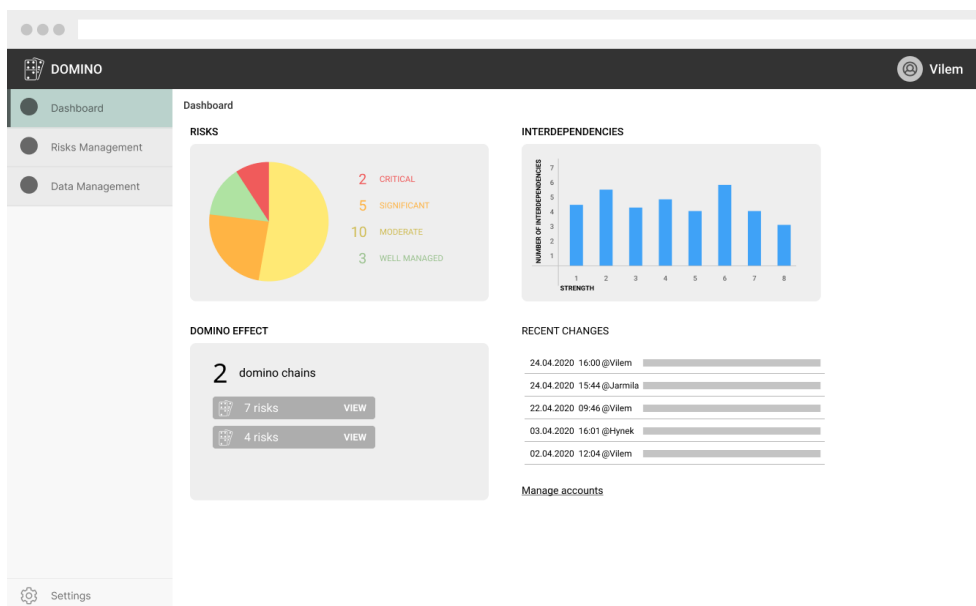 DOMINO
Vilem
Dashboard
Risks Management
Data Management
Settings
Dashboard
RISKS
2 CRITICAL
5 SIGNIFICANT
10 MODERATE
3 WELL MANAGED
INTERDEPENDENCIES
NUMBER OF INTERDEPENDENCIES
7
6
5
4
3
2
1
1 2 3 4 5 6 7 8
STRENGTH
DOMINO EFFECT
2 domino chains
7 risks VIEW
4 risks VIEW
RECENT CHANGES
24.04.2020 16:00 @Vilem
24.04.2020 15:44 @Jarmila
22.04.2020 09:46 @Vilem
03.04.2020 16:01 @Hynek
02.04.2020 12:04 @Vilem
Manage accounts